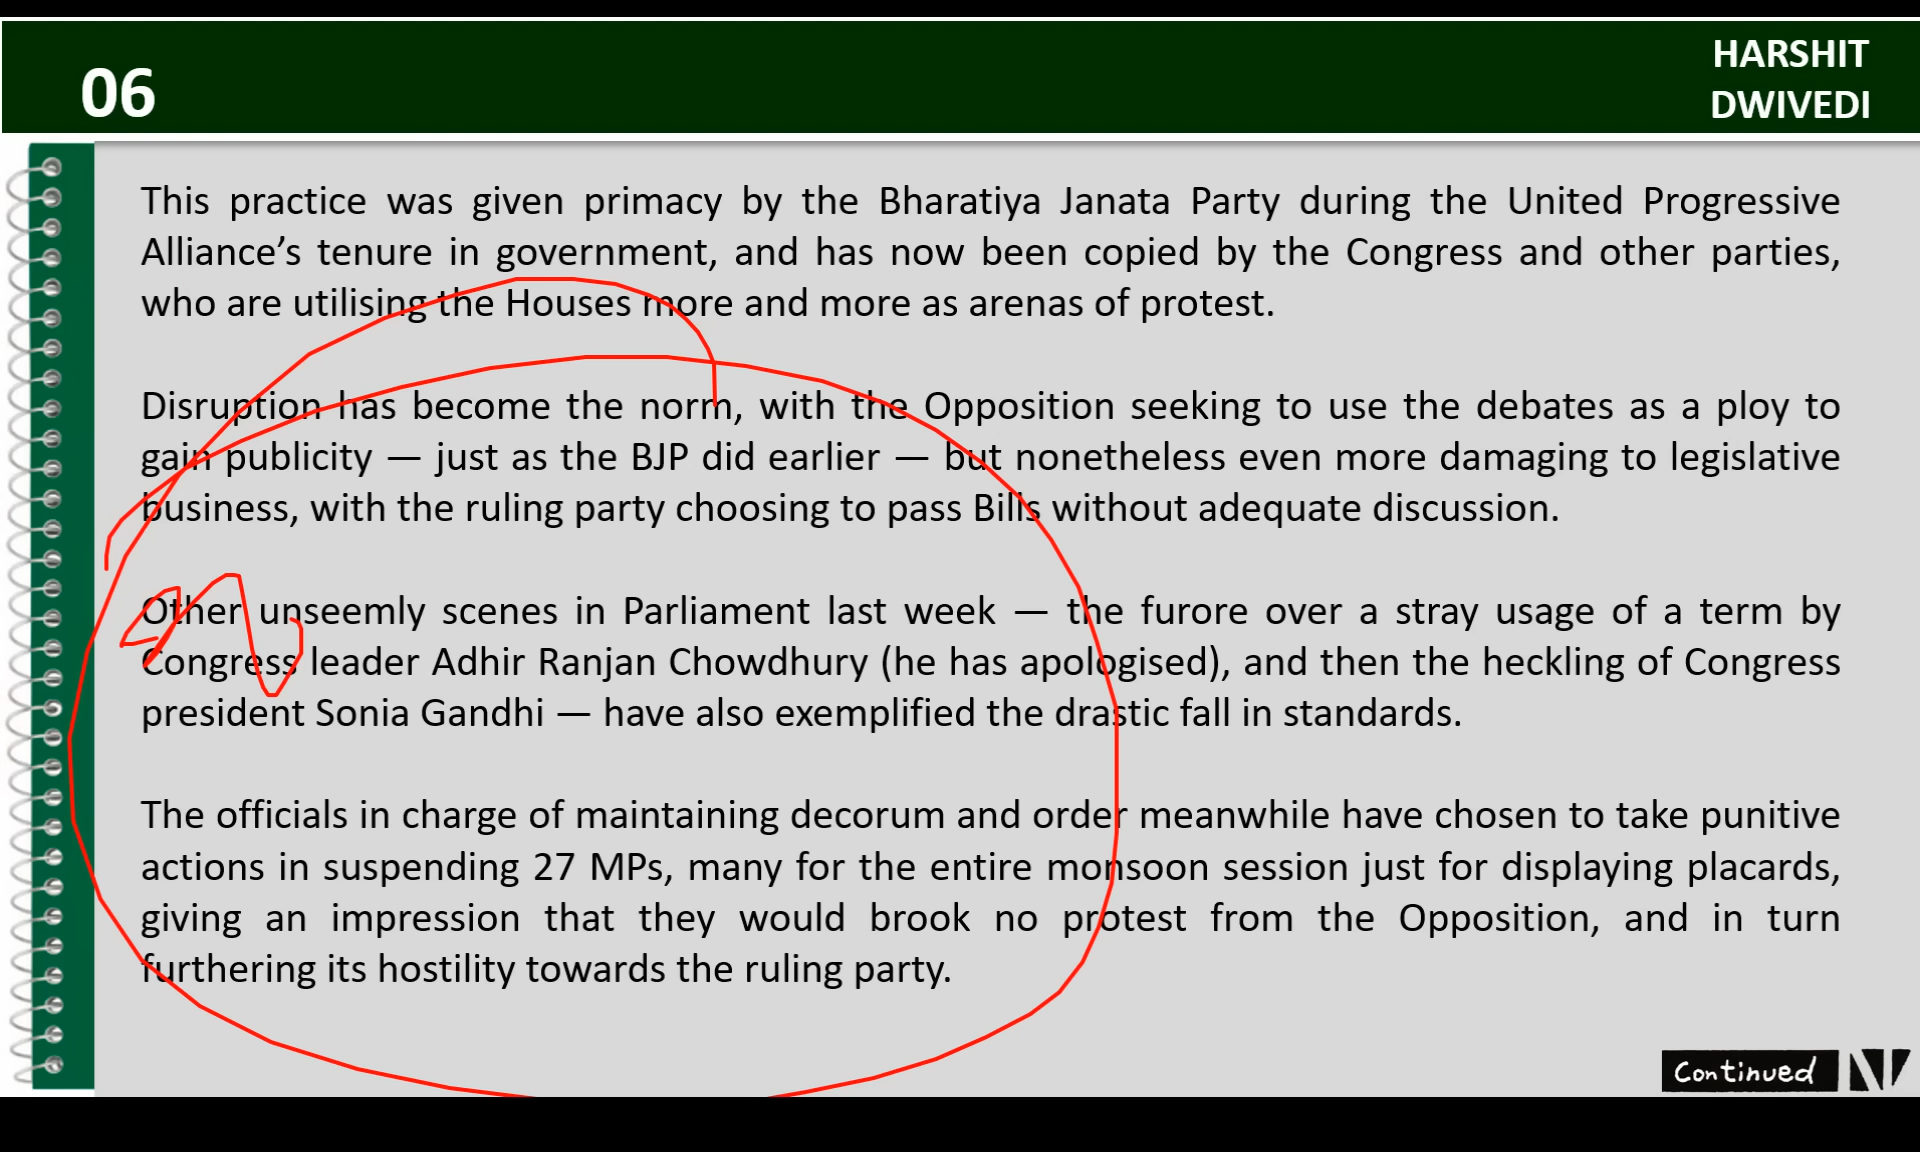 06
HARSHIT
DWIVEDI
This practice was given primacy by the Bharatiya Janata Party during the United Progressive
Alliance’s tenure in government, and has now been copied by the Congress and other parties,
who are utilising the Houses more and more as arenas of protest.
Disruption has become the norm, with the Opposition seeking to use the debates as a ploy to
gain publicity — just as the BJP did earlier — but nonetheless even more damaging to legislative
business, with the ruling party choosing to pass Bills without adequate discussion.
Other unseemly scenes in Parliament last week — the furore over a stray usage of a term by
Congress leader Adhir Ranjan Chowdhury (he has apologised), and then the heckling of Congress
president Sonia Gandhi — have also exemplified the drastic fall in standards.
The officials in charge of maintaining decorum and order meanwhile have chosen to take punitive
actions in suspending 27 MPs, many for the entire monsoon session just for displaying placards,
giving an impression that they would brook no protest from the Opposition, and in turn
furthering its hostility towards the ruling party.
Continued